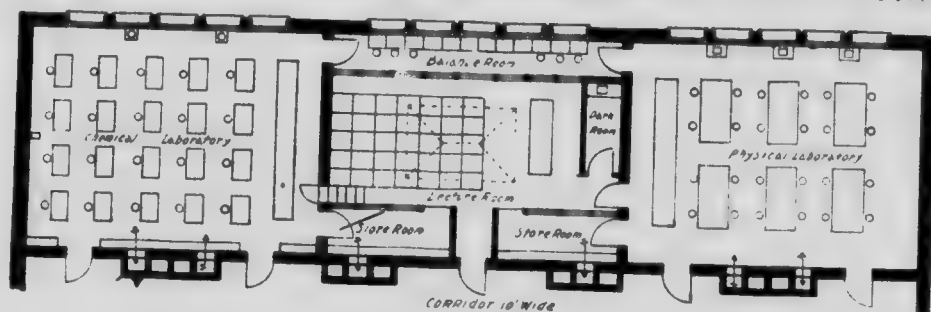 Balance Room
Dark
Room
Chemical Laboratory
Physical Laboratory
Lecture Room
Store Room
Store Room
CORRIDOR 10' WIDE